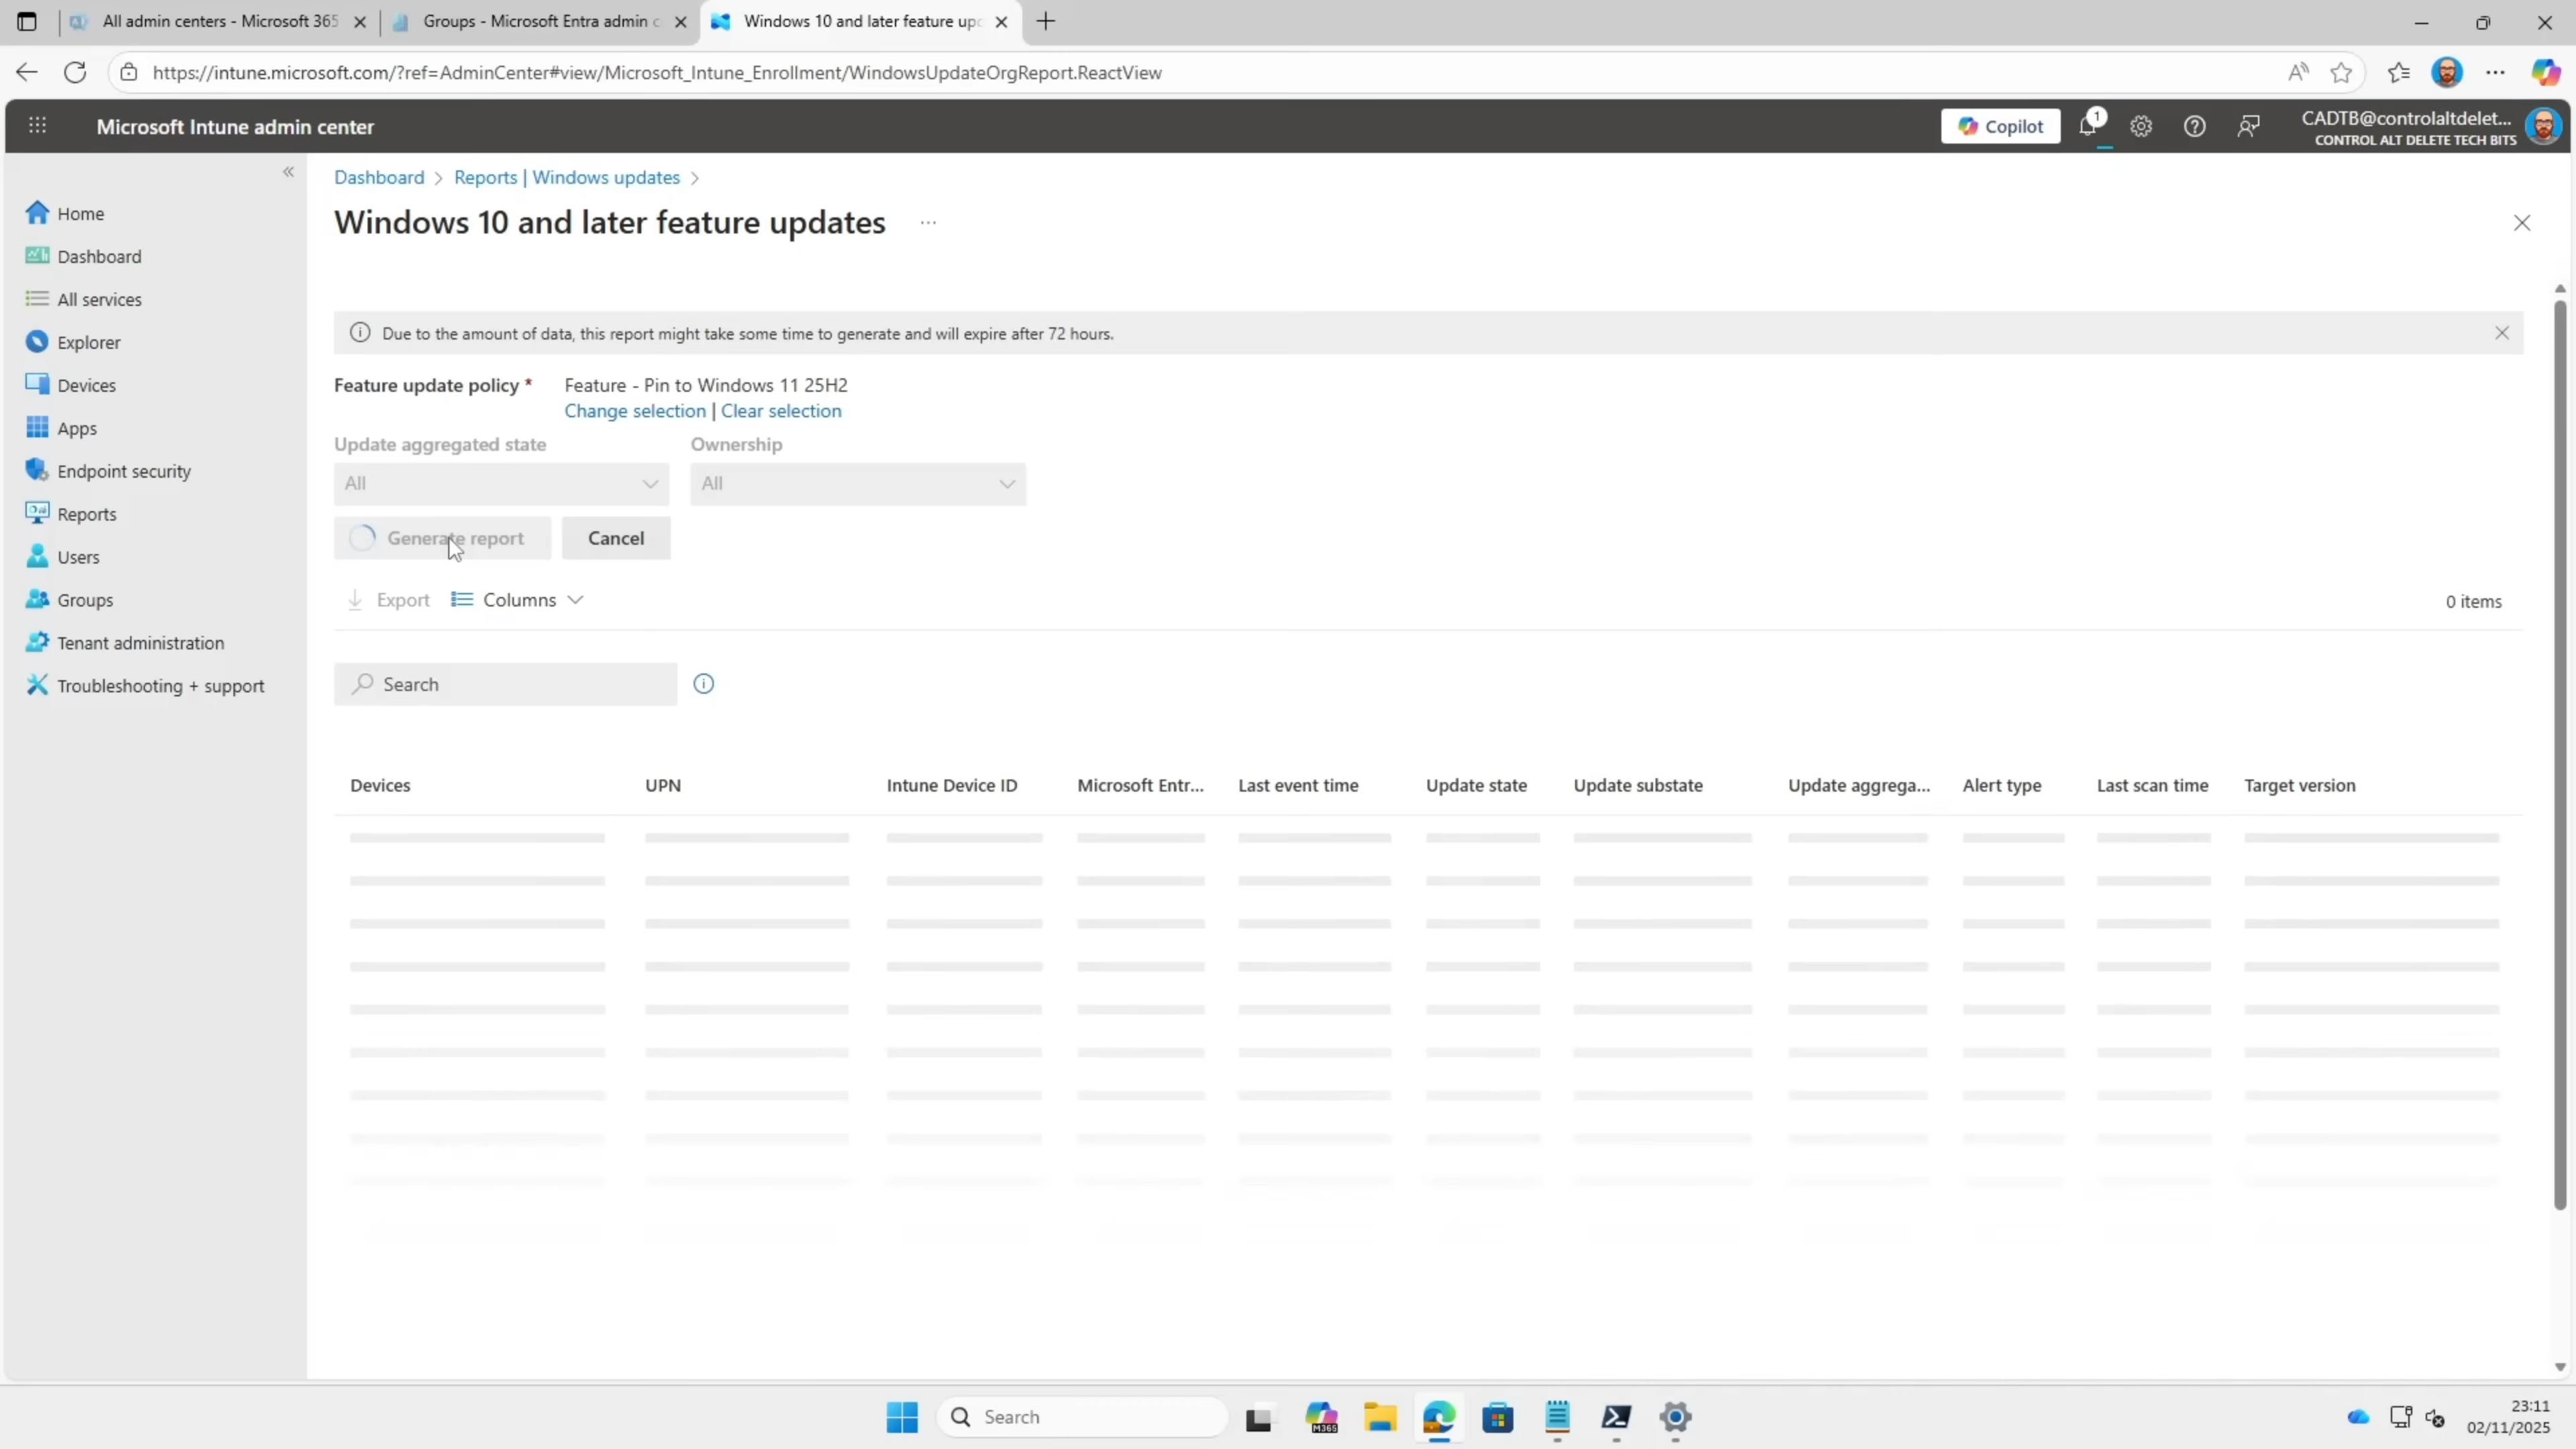 All admin centers - Microsoft 365
Groups - Microsoft Entra admin c
Windows 10 and later feature upd
https://intune.microsoft.com/?ref=AdminCenter#view/Microsoft_Intune_Enrollment/WindowsUpdateOrgReport.ReactView
Microsoft Intune admin center
Copilot
1
CADTB@controlaltdelet...
CONTROL ALT DELETE TECH BITS
Home
Dashboard
All services
Explorer
Devices
Apps
Endpoint security
Reports
Users
Groups
Tenant administration
Troubleshooting + support
Dashboard > Reports | Windows updates >
Windows 10 and later feature updates ...
Due to the amount of data, this report might take some time to generate and will expire after 72 hours.
Feature update policy * Feature - Pin to Windows 11 25H2
Change selection | Clear selection
Update aggregated state Ownership
All All
Generate report Cancel
Export Columns 0 items
Search
Devices UPN Intune Device ID Microsoft Entr... Last event time Update state Update substate Update aggrega... Alert type Last scan time Target version
Search
M365
23:11
02/11/2025